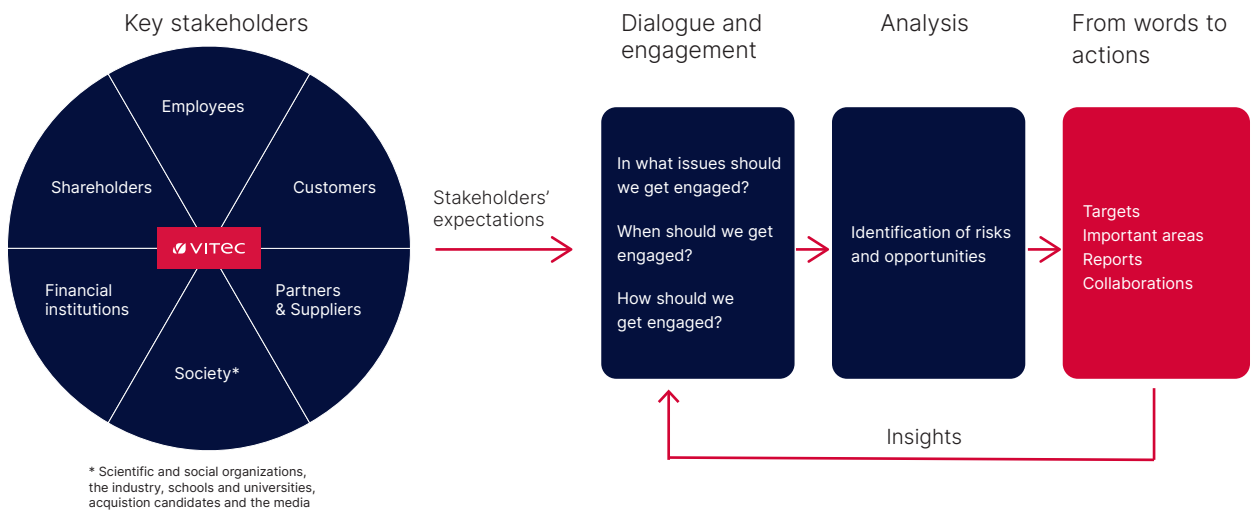 Key stakeholders
Employees
Shareholders
Customers
VITEC
Financial
institutions
Partners
& Suppliers
Society*
* Scientific and social organizations,
the industry, schools and universities,
acquistion candidates and the media
Stakeholders'
expectations
Dialogue and
engagement
In what issues should
we get engaged?
When should we get
engaged?
How should we
get engaged?
Analysis
Identification of risks
and opportunities
From words to
actions
Targets
Important areas
Reports
Collaborations
Insights